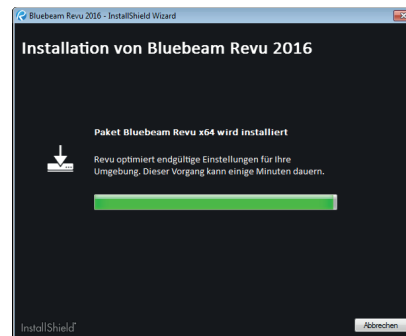 Bluebeam Revu 2016 - InstallShield Wizard
Installation von Bluebeam Revu 2016
Paket Bluebeam Revu x64 wird installiert
Revu optimiert endgültige Einstellungen für Ihre
Umgebung. Dieser Vorgang kann einige Minuten dauern.
InstallShield
Abbrechen